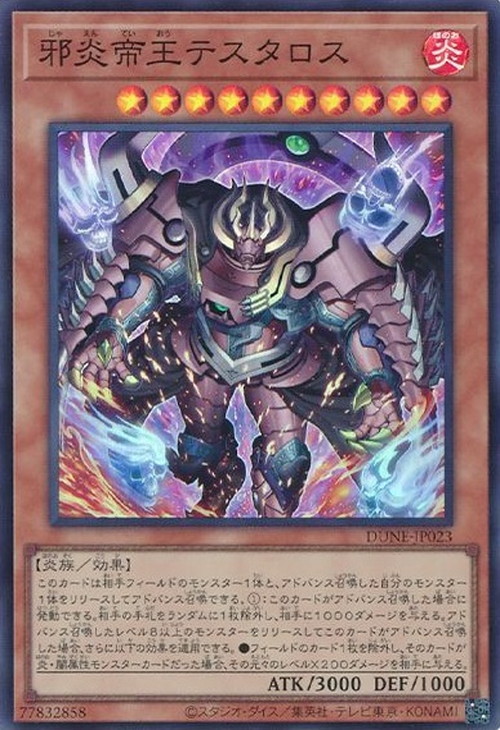 邪炎帝王テスタロス
炎
DUNE-JP023
【炎族/効果】
このカードは相手フィールドのモンスター1体と、アドバンス召喚した自分のモンスター
1体をリリースしてアドバンス召喚できる。①:このカードがアドバンス召喚した場合に
発動できる。相手の手札をランダムに1枚除外し、相手に1000ダメージを与える。アド
バンス召喚したレベル8以上のモンスターをリリースしてこのカードがアドバンス召喚
した場合、さらに以下の効果を適用できる。●フィールドのカード1枚を除外し、そのカードが
炎・闇属性モンスターカードだった場合、その元々のレベル×200ダメージを相手に与える。
ATK/3000 DEF/1000
77832858
©スタジオ・ダイス/集英社・テレビ東京・KONAMI